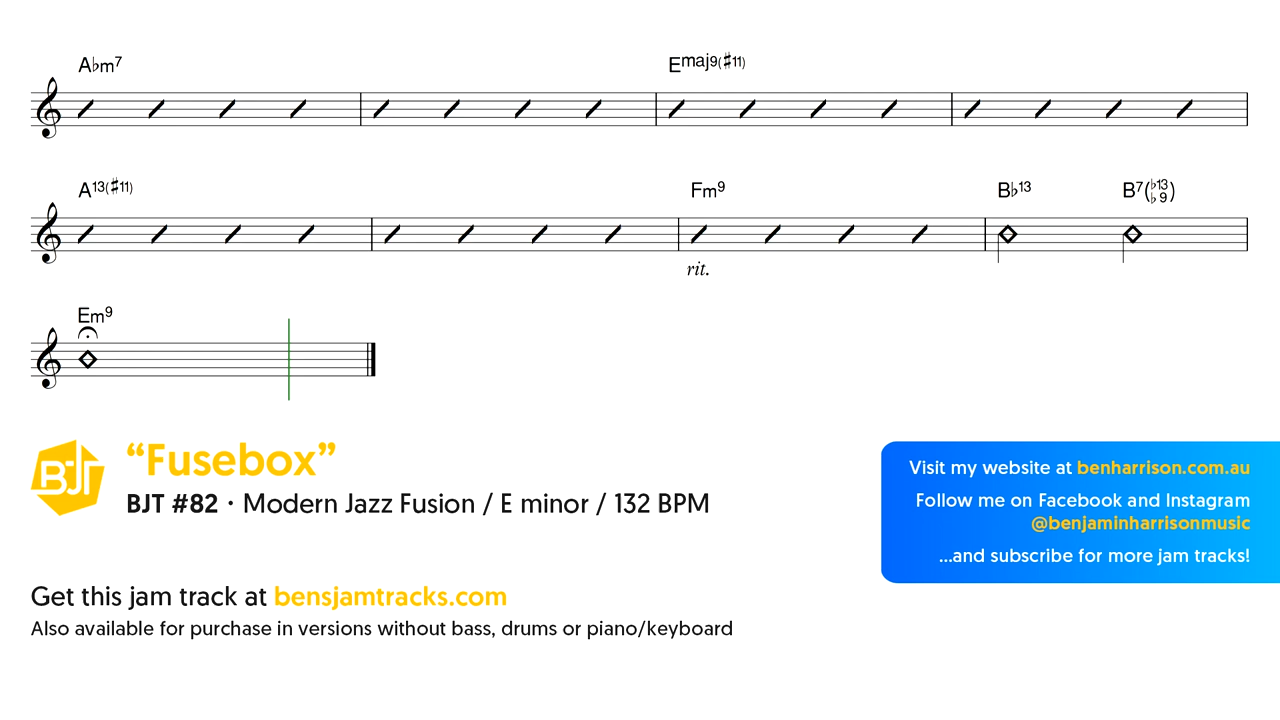 A♭m7 Emaj9(♯11)
A13(♯11) Fm9 B♭13 B7(♭13 ♭9)
rit.
Em9
BJT
“Fusebox”
BJT #82 · Modern Jazz Fusion / E minor / 132 BPM
Visit my website at benharrison.com.au
Follow me on Facebook and Instagram
@benjaminharrisonmusic
...and subscribe for more jam tracks!
Get this jam track at bensjamtracks.com
Also available for purchase in versions without bass, drums or piano/keyboard